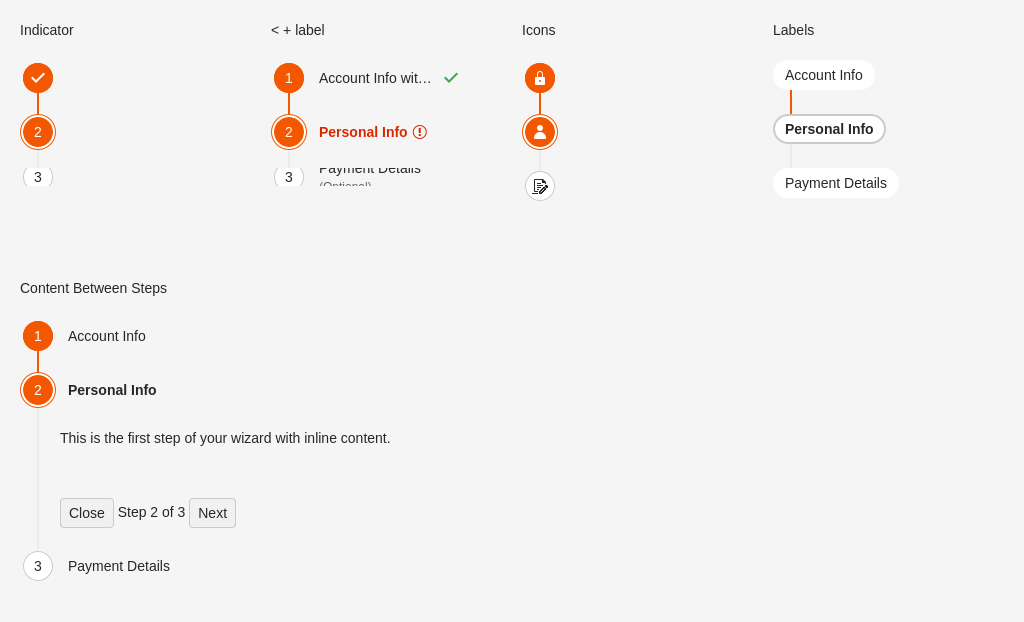 Indicator
2
3
< + label
1 Account Info wit...
2 Personal Info
3 Payment Details
(Optional)
Icons
Labels
Account Info
Personal Info
Payment Details
Content Between Steps
1 Account Info
2 Personal Info
This is the first step of your wizard with inline content.
Close Step 2 of 3 Next
3 Payment Details